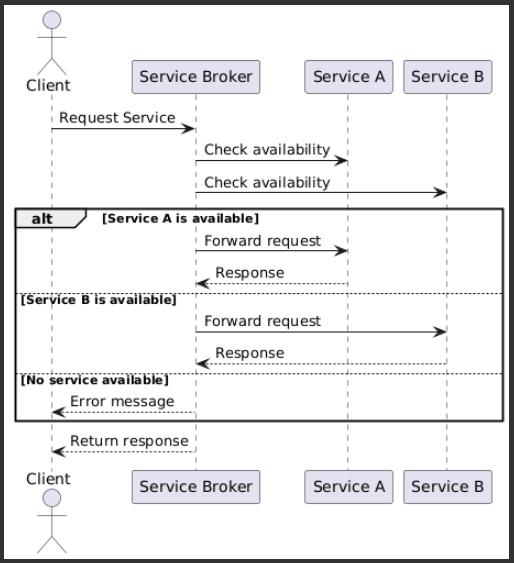 Client
Service Broker
Service A
Service B
Request Service
Check availability
Check availability
alt
[Service A is available]
Forward request
Response
[Service B is available]
Forward request
Response
[No service available]
Error message
Return response
Client
Service Broker
Service A
Service B